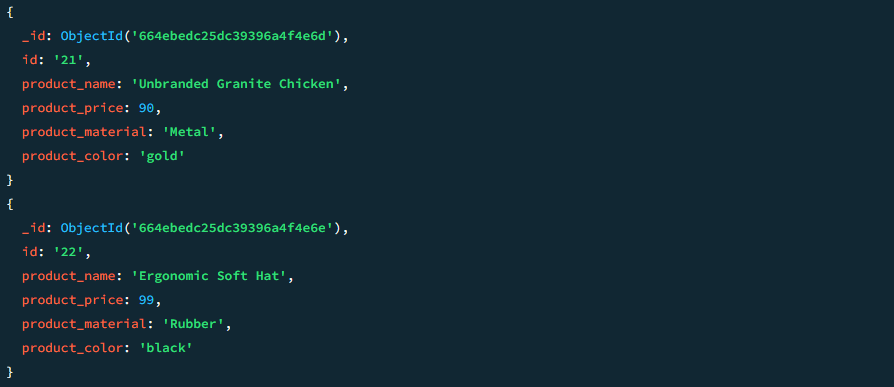 {
  _id: ObjectId('664ebedc25dc39396a4f4e6d'),
  id: '21',
  product_name: 'Unbranded Granite Chicken',
  product_price: 90,
  product_material: 'Metal',
  product_color: 'gold'
}
{
  _id: ObjectId('664ebedc25dc39396a4f4e6e'),
  id: '22',
  product_name: 'Ergonomic Soft Hat',
  product_price: 99,
  product_material: 'Rubber',
  product_color: 'black'
}